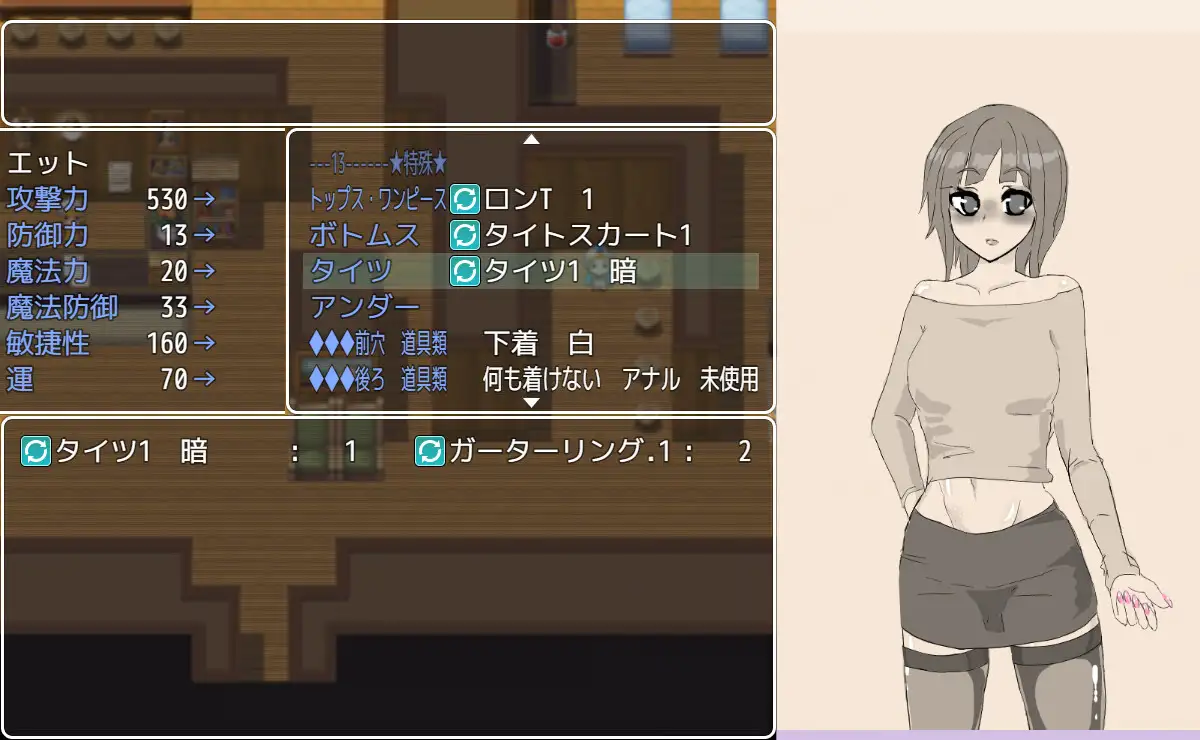 エット
攻撃力 530→
防御力 13→
魔法力 20→
魔法防御 33→
敏捷性 160→
運 70→
---13------★特殊★
トップス・ワンピース ロンT 1
ボトムス タイトスカート1
タイツ タイツ1 暗
アンダー
♦♦♦前穴 道具類 下着 白
♦♦♦後ろ 道具類 何も着けない アナル 未使用
タイツ1 暗 : 1 ガーターリング.1 : 2